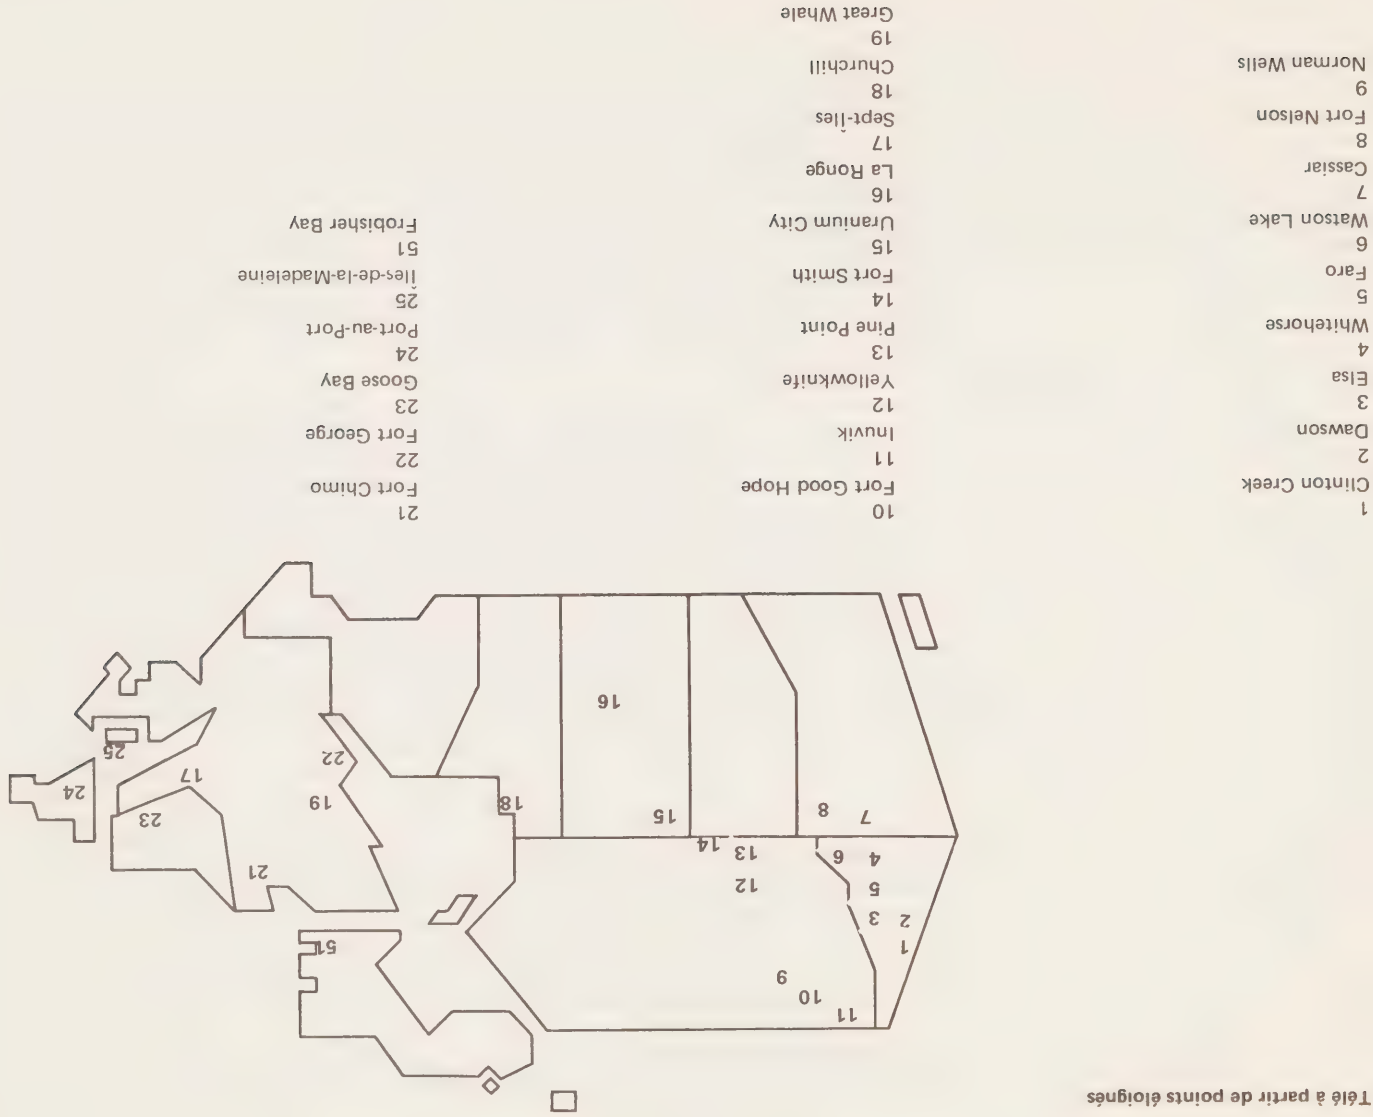 Télé à partir de points éloignés
11
10
9
1
51
2
3
5
12
21
4
6
13
14
7
8
15
18
19
23
17
24
22
25
16
1
Clinton Creek
2
Dawson
3
Elsa
4
Whitehorse
5
Faro
6
Watson Lake
7
Cassiar
8
Fort Nelson
9
Norman Wells
10
Fort Good Hope
11
Inuvik
12
Yellowknife
13
Pine Point
14
Fort Smith
15
Uranium City
16
La Ronge
17
Sept-Îles
18
Churchill
19
Great Whale
21
Fort Chimo
22
Fort George
23
Goose Bay
24
Port-au-Port
25
Îles-de-la-Madeleine
51
Frobisher Bay